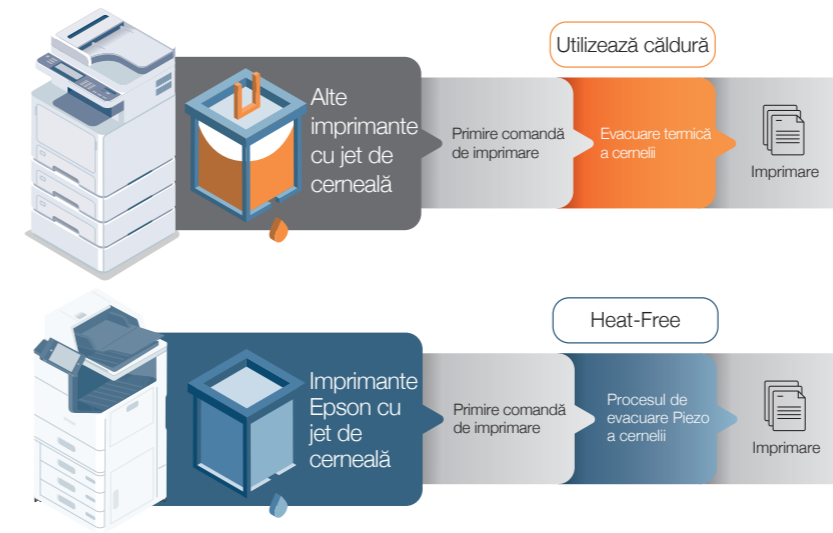 Utilizează căldură
Alte
imprimante
cu jet de
cerneală
Primire comandă
de imprimare
Evacuare termică
a cernelii
Imprimare
Heat-Free
Imprimante
Epson cu
jet de
cerneală
Primire comandă
de imprimare
Procesul de
evacuare Piezo
a cernelii
Imprimare